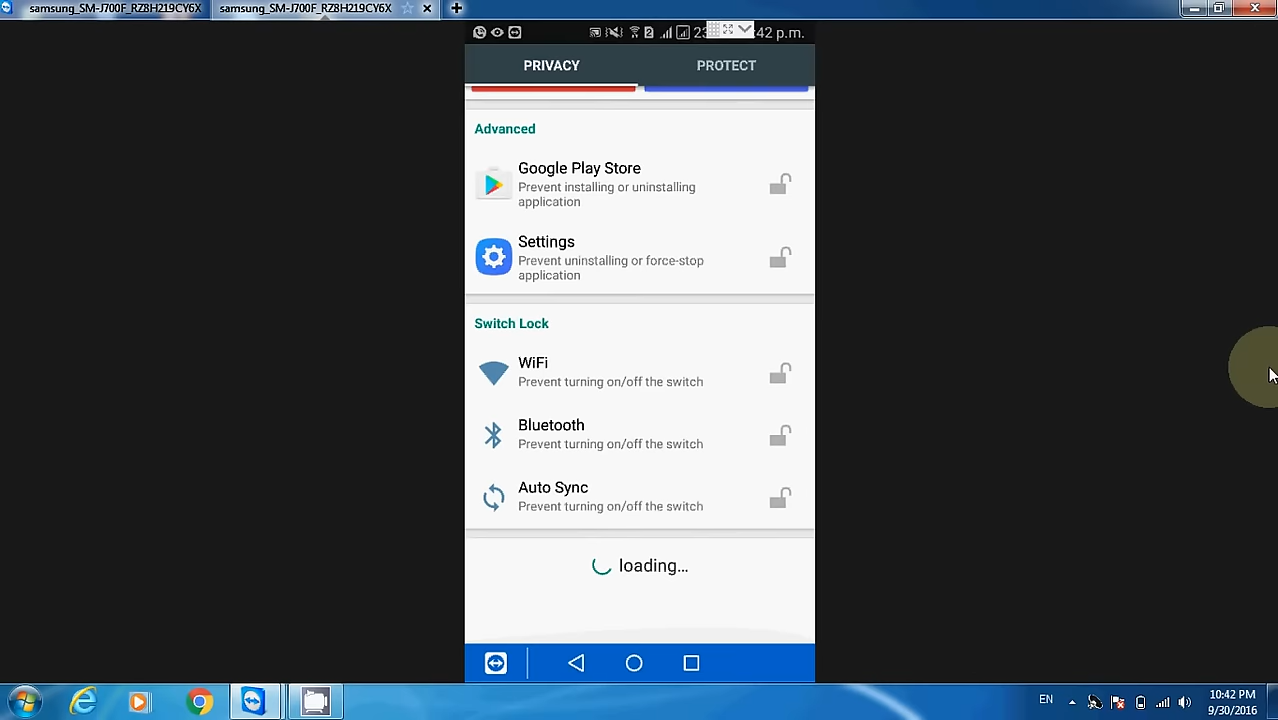 samsung_SM-J700F_RZ8H219CY6X
samsung_SM-J700F_RZ8H219CY6X
42 p.m.
PRIVACY
PROTECT
Advanced
Google Play Store
Prevent installing or uninstalling
application
Settings
Prevent uninstalling or force-stop
application
Switch Lock
WiFi
Prevent turning on/off the switch
Bluetooth
Prevent turning on/off the switch
Auto Sync
Prevent turning on/off the switch
loading...
EN
10:42 PM
9/30/2016